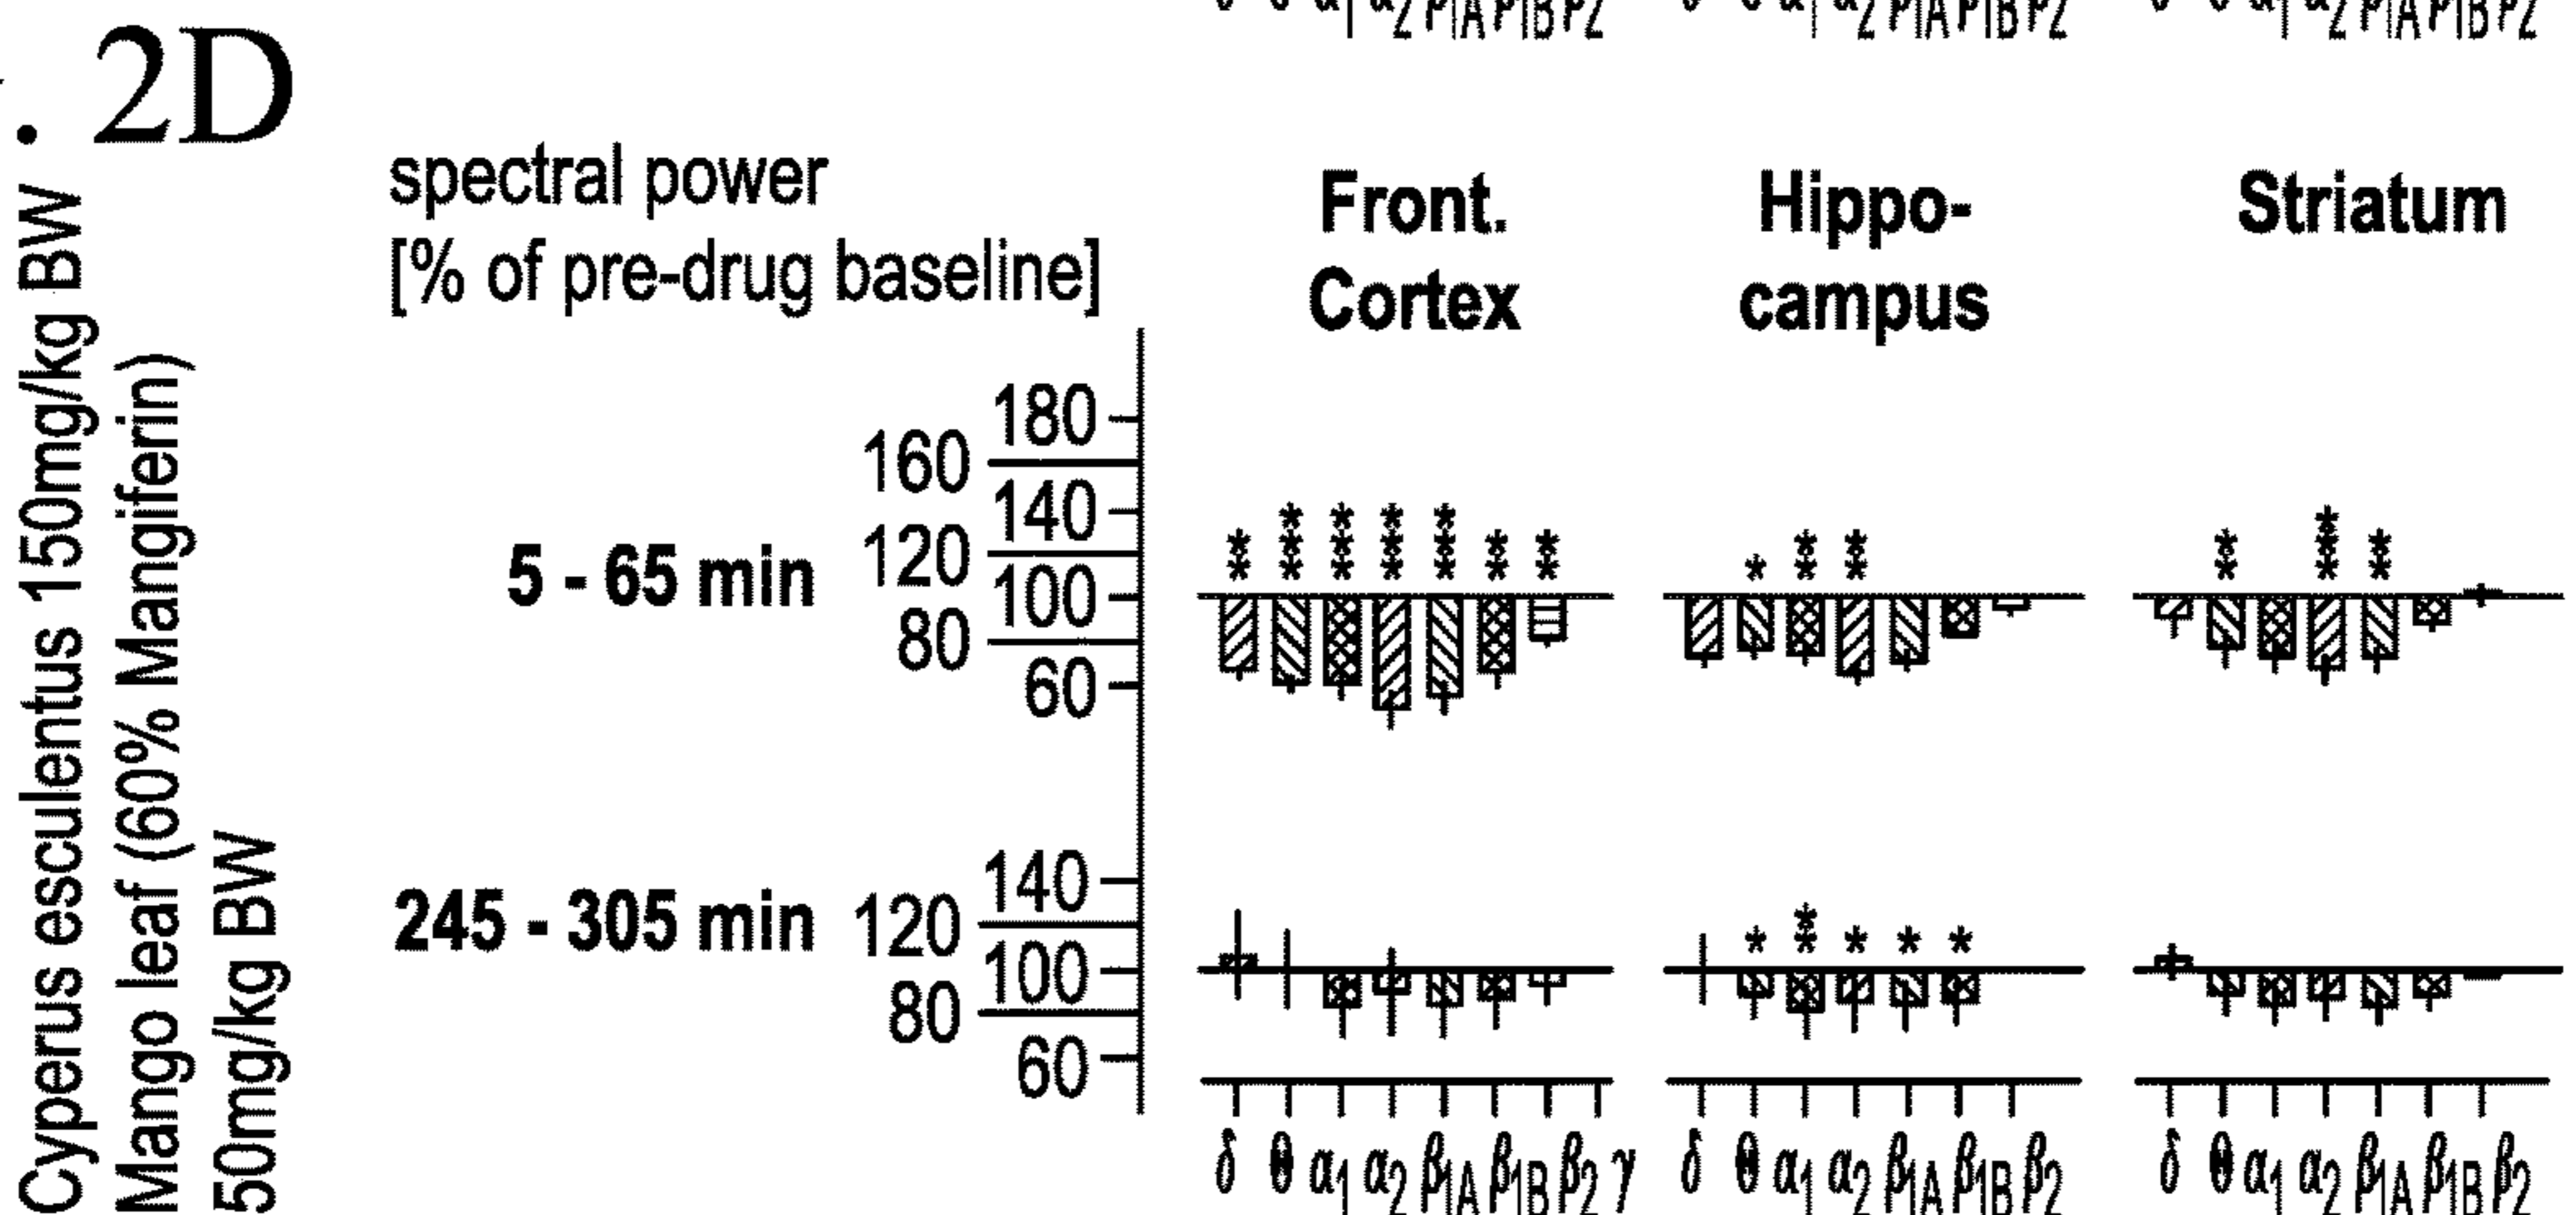 . 2D
Cyperus esculentus 150mg/kg BW
Mango leaf (60% Mangiferin)
50mg/kg BW
spectral power
[% of pre-drug baseline]
Front.
Cortex
Hippo-
campus
Striatum
5 - 65 min
180
160
140
120
100
80
60
** *** *** *** *** ** **
* ** **
** *** **
245 - 305 min
140
120
100
80
60
* ** * * *
δ θ α1 α2 β1A β1B β2 γ
δ θ α1 α2 β1A β1B β2
δ θ α1 α2 β1A β1B β2